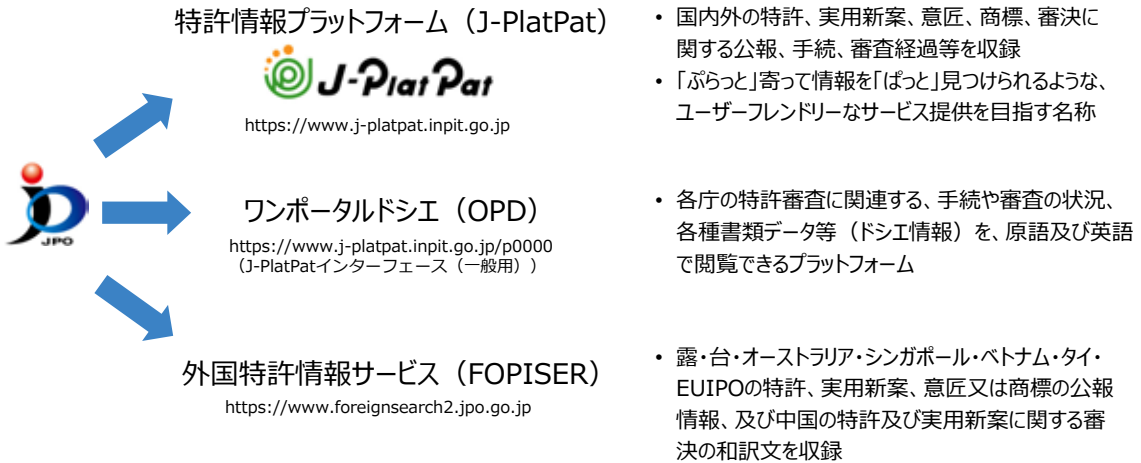 特許情報プラットフォーム（J-PlatPat）
J-PlatPat
https://www.j-platpat.inpit.go.jp
• 国内外の特許、実用新案、意匠、商標、審決に
関する公報、手続、審査経過等を収録
• 「ぷらっと」寄って情報を「ぱっと」見つけられるような、
ユーザーフレンドリーなサービス提供を目指す名称
JPO
ワンポータルドシエ（OPD）
https://www.j-platpat.inpit.go.jp/p0000
（J-PlatPatインターフェース（一般用））
• 各庁の特許審査に関連する、手続や審査の状況、
各種書類データ等（ドシエ情報）を、原語及び英語
で閲覧できるプラットフォーム
外国特許情報サービス（FOPISER）
https://www.foreignsearch2.jpo.go.jp
• 露・台・オーストラリア・シンガポール・ベトナム・タイ・
EUIPOの特許、実用新案、意匠又は商標の公報
情報、及び中国の特許及び実用新案に関する審
決の和訳文を収録